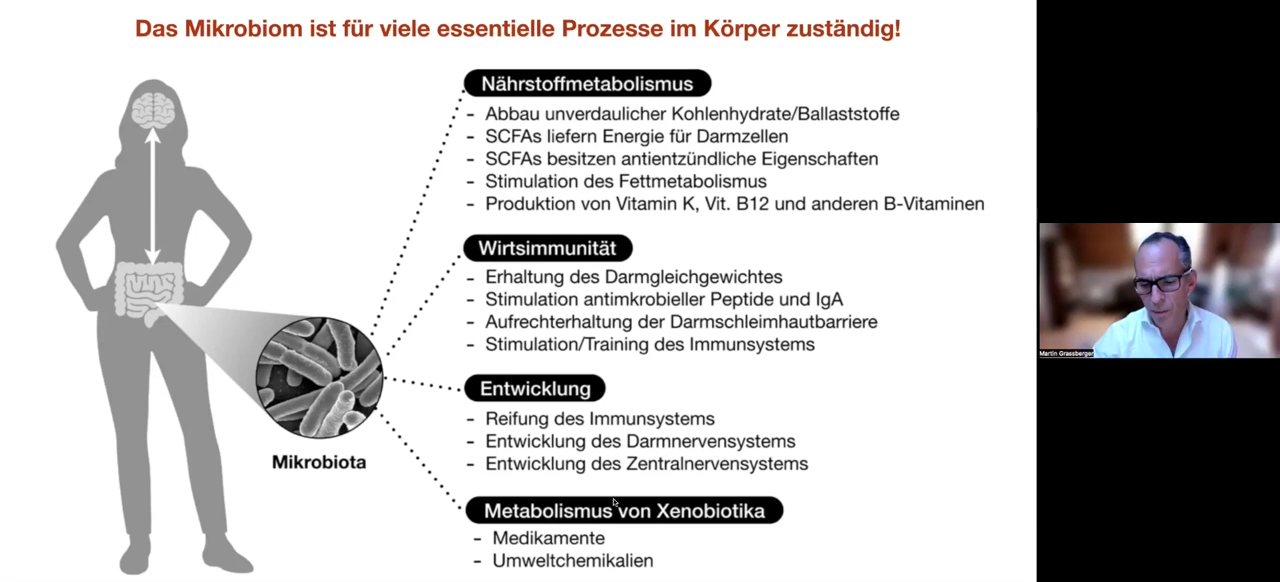 Das Mikrobiom ist für viele essentielle Prozesse im Körper zuständig!
Nährstoffmetabolismus
- Abbau unverdaulicher Kohlenhydrate/Ballaststoffe
- SCFAs liefern Energie für Darmzellen
- SCFAs besitzen antientzündliche Eigenschaften
- Stimulation des Fettmetabolismus
- Produktion von Vitamin K, Vit. B12 und anderen B-Vitaminen
Wirtsimmunität
- Erhaltung des Darmgleichgewichtes
- Stimulation antimkrobieller Peptide und IgA
- Aufrechterhaltung der Darmschleimhautbarriere
- Stimulation/Training des Immunsystems
Entwicklung
- Reifung des Immunsystems
- Entwicklung des Darmnervensystems
- Entwicklung des Zentralnervensystems
Mikrobiota
Metabolismus von Xenobiotika
- Medikamente
- Umweltchemikalien
Martin Grassberger